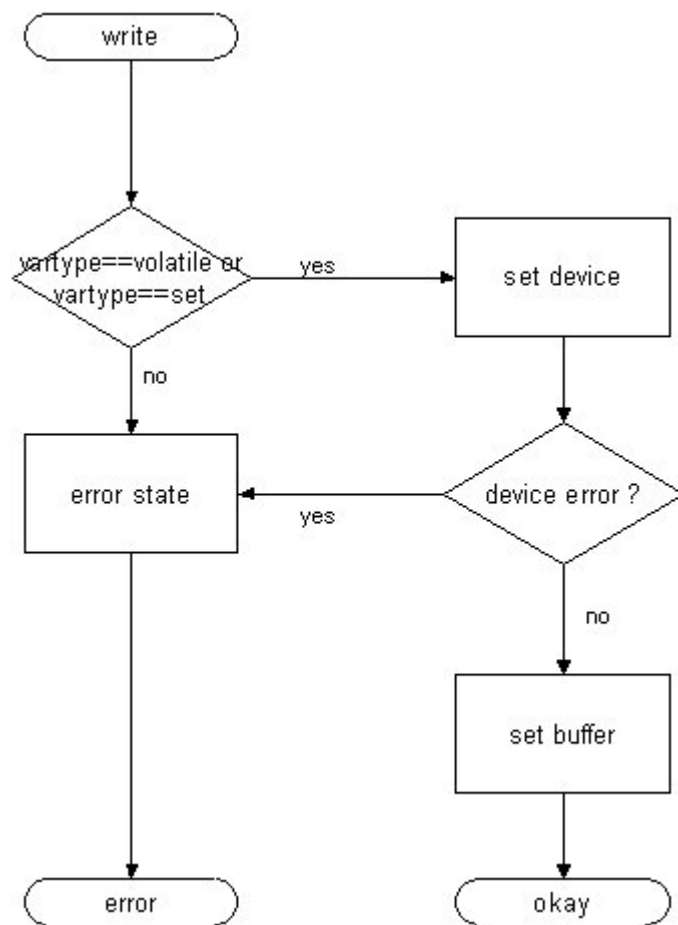 write
vartype==volatile or
vartype==set
yes
set device
no
error state
yes
device error ?
no
set buffer
error
okay